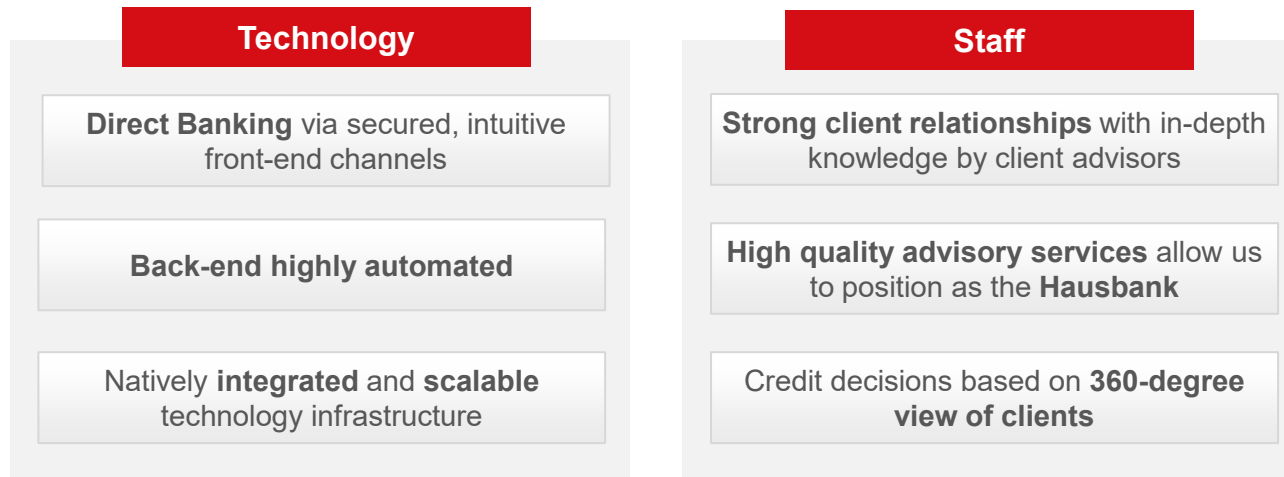 Technology
Direct Banking via secured, intuitive
front-end channels
Back-end highly automated
Natively integrated and scalable
technology infrastructure
Staff
Strong client relationships with in-depth
knowledge by client advisors
High quality advisory services allow us
to position as the Hausbank
Credit decisions based on 360-degree
view of clients